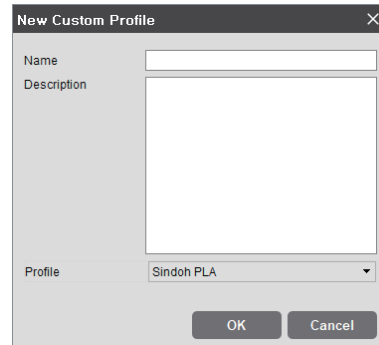 New Custom Profile
Name
Description
Profile Sindoh PLA
OK Cancel